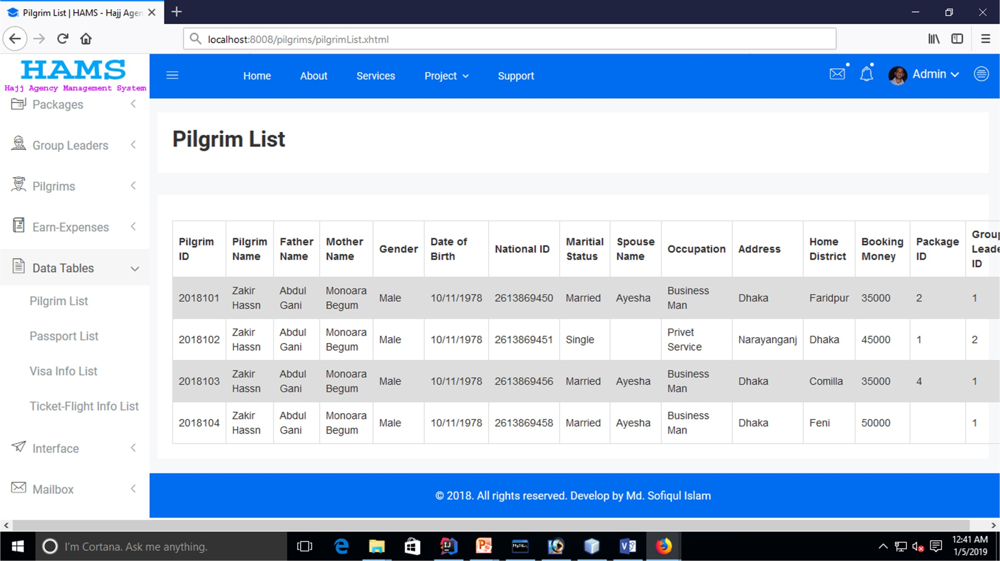 Pilgrim List | HAMS - Hajj Agen
localhost:8008/pilgrims/pilgrimList.xhtml
HAMS
Hajj Agency Management System
Home About Services Project Support
Admin
Packages
Group Leaders
Pilgrims
Earn-Expenses
Data Tables
Pilgrim List
Passport List
Visa Info List
Ticket-Flight Info List
Interface
Mailbox
Pilgrim List
Pilgrim ID Pilgrim Name Father Name Mother Name Gender Date of Birth National ID Maritial Status Spouse Name Occupation Address Home District Booking Money Package ID Group Leade ID
2018101 Zakir Hassn Abdul Gani Monoara Begum Male 10/11/1978 2613869450 Married Ayesha Business Man Dhaka Faridpur 35000 2 1
2018102 Zakir Hassn Abdul Gani Monoara Begum Male 10/11/1978 2613869451 Single Privet Service Narayanganj Dhaka 45000 1 2
2018103 Zakir Hassn Abdul Gani Monoara Begum Male 10/11/1978 2613869456 Married Ayesha Business Man Dhaka Comilla 35000 4 1
2018104 Zakir Hassn Abdul Gani Monoara Begum Male 10/11/1978 2613869458 Married Ayesha Business Man Dhaka Feni 50000 1
© 2018. All rights reserved. Develop by Md. Sofiqul Islam
I'm Cortana. Ask me anything.
12:41 AM
1/5/2019